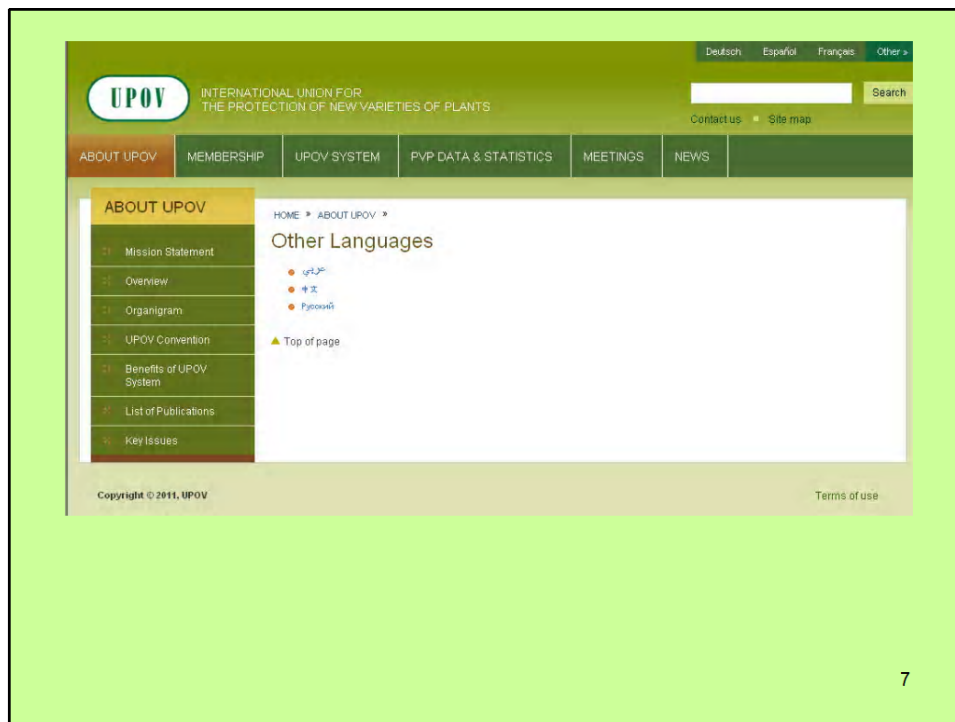 Deutsch Español Français Other »
UPOV
INTERNATIONAL UNION FOR
THE PROTECTION OF NEW VARIETIES OF PLANTS
Search
Contact us Site map
ABOUT UPOV MEMBERSHIP UPOV SYSTEM PVP DATA & STATISTICS MEETINGS NEWS
ABOUT UPOV
Mission Statement
Overview
Organigram
UPOV Convention
Benefits of UPOV
System
List of Publications
Key Issues
HOME » ABOUT UPOV »
Other Languages
عربي
中文
Русский
Top of page
Copyright © 2011, UPOV
Terms of use
7